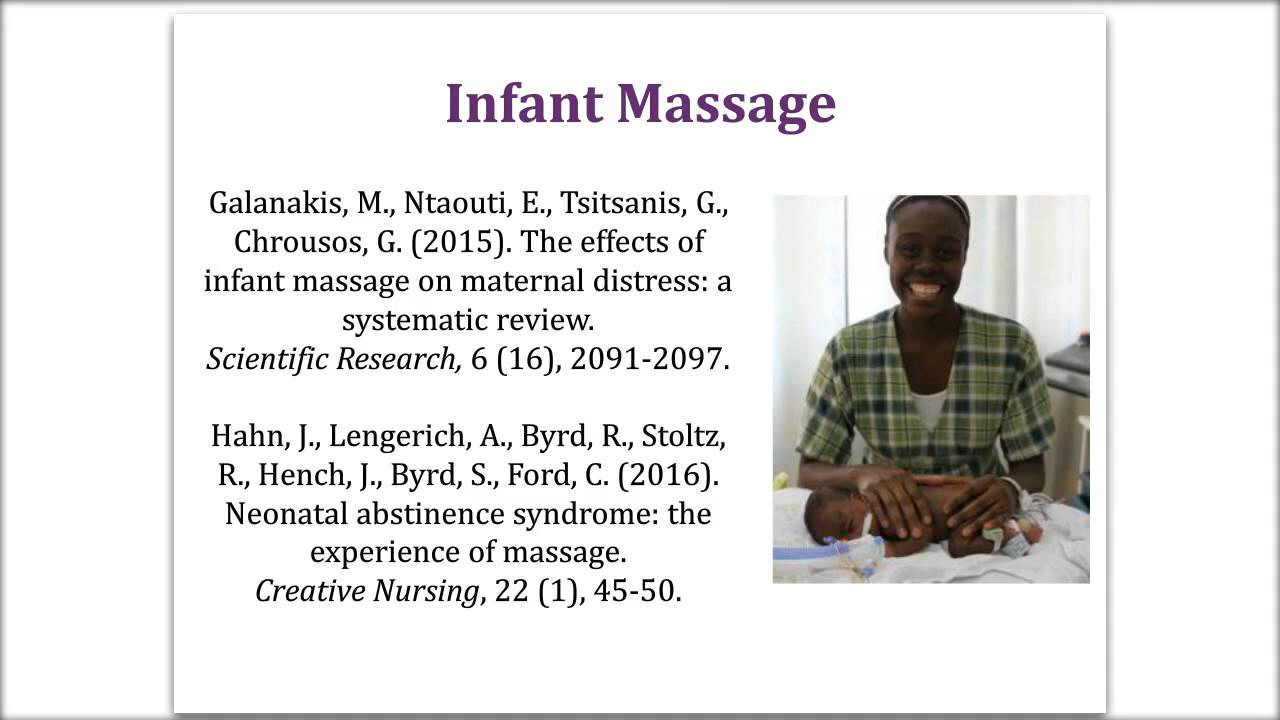 Infant Massage
Galanakis, M., Ntaouti, E., Tsitsanis, G.,
Chrousos, G. (2015). The effects of
infant massage on maternal distress: a
systematic review.
Scientific Research, 6 (16), 2091-2097.
Hahn, J., Lengerich, A., Byrd, R., Stoltz,
R., Hench, J., Byrd, S., Ford, C. (2016).
Neonatal abstinence syndrome: the
experience of massage.
Creative Nursing, 22 (1), 45-50.